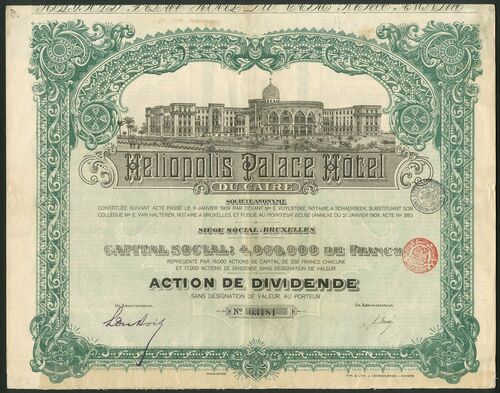 Heliopolis Palace Hôtel
DU CAIRE
SOCIÉTÉ ANONYME
CONSTITUÉE SUIVANT ACTE PASSÉ LE 9 JANVIER 1909 PAR DEVANT Me E. VUYLSTEKE, NOTAIRE A SCHAERBEEK, SUBSTITUANT SON
COLLÈGUE Me E. VAN HALTEREN, NOTAIRE A BRUXELLES, ET PUBLIÉ AU MONITEUR BELGE (ANNEXE DU 21 JANVIER 1909, ACTE No 381)
SIÈGE SOCIAL: BRUXELLES
CAPITAL SOCIAL: 4,000,000 DE FRANCS
REPRÉSENTÉ PAR 16.000 ACTIONS DE CAPITAL DE 250 FRANCS CHACUNE
ET 17.000 ACTIONS DE DIVIDENDE SANS DÉSIGNATION DE VALEUR.
ACTION DE DIVIDENDE
SANS DÉSIGNATION DE VALEUR, AU PORTEUR
Un Administrateur,
Un Administrateur,
No 03181